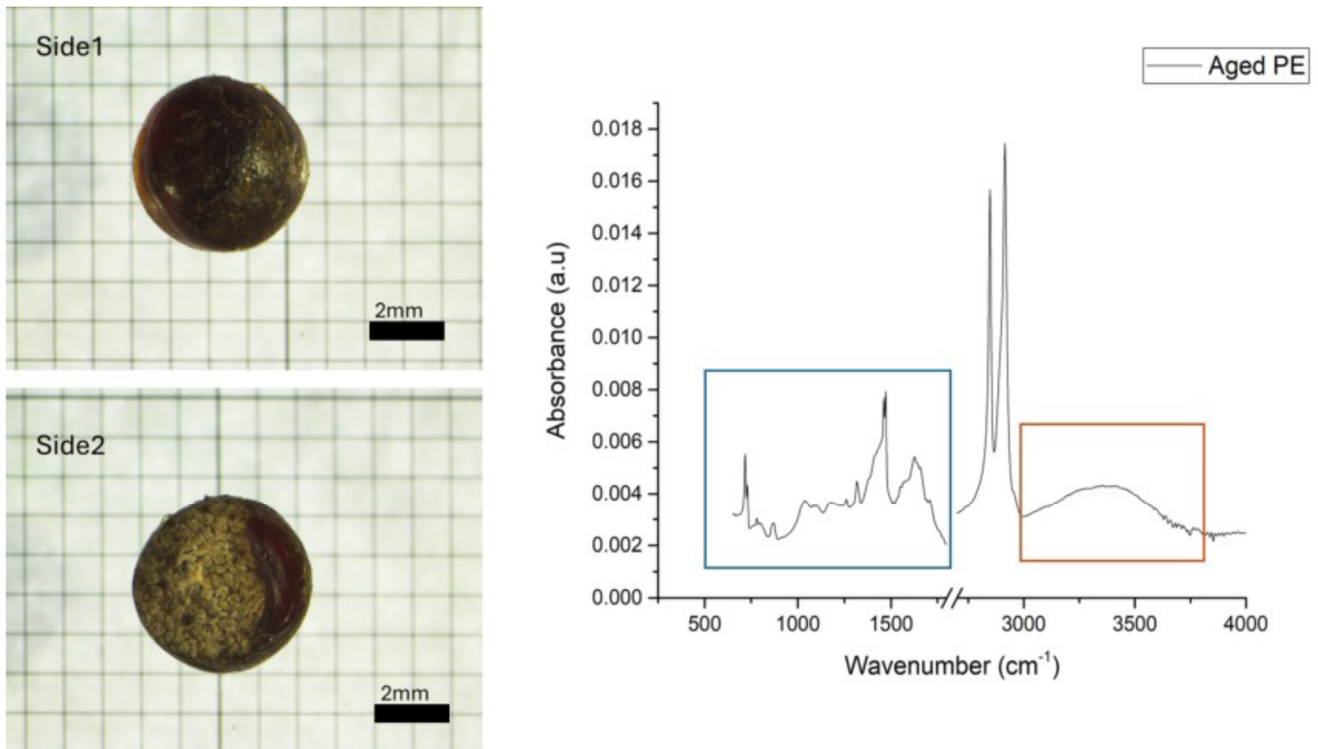 Side1
2mm
Side2
2mm
Aged PE
Absorbance (a.u)
0.018
0.016
0.014
0.012
0.010
0.008
0.006
0.004
0.002
0.000
500 1000 1500 3000 3500 4000
Wavenumber (cm⁻¹)